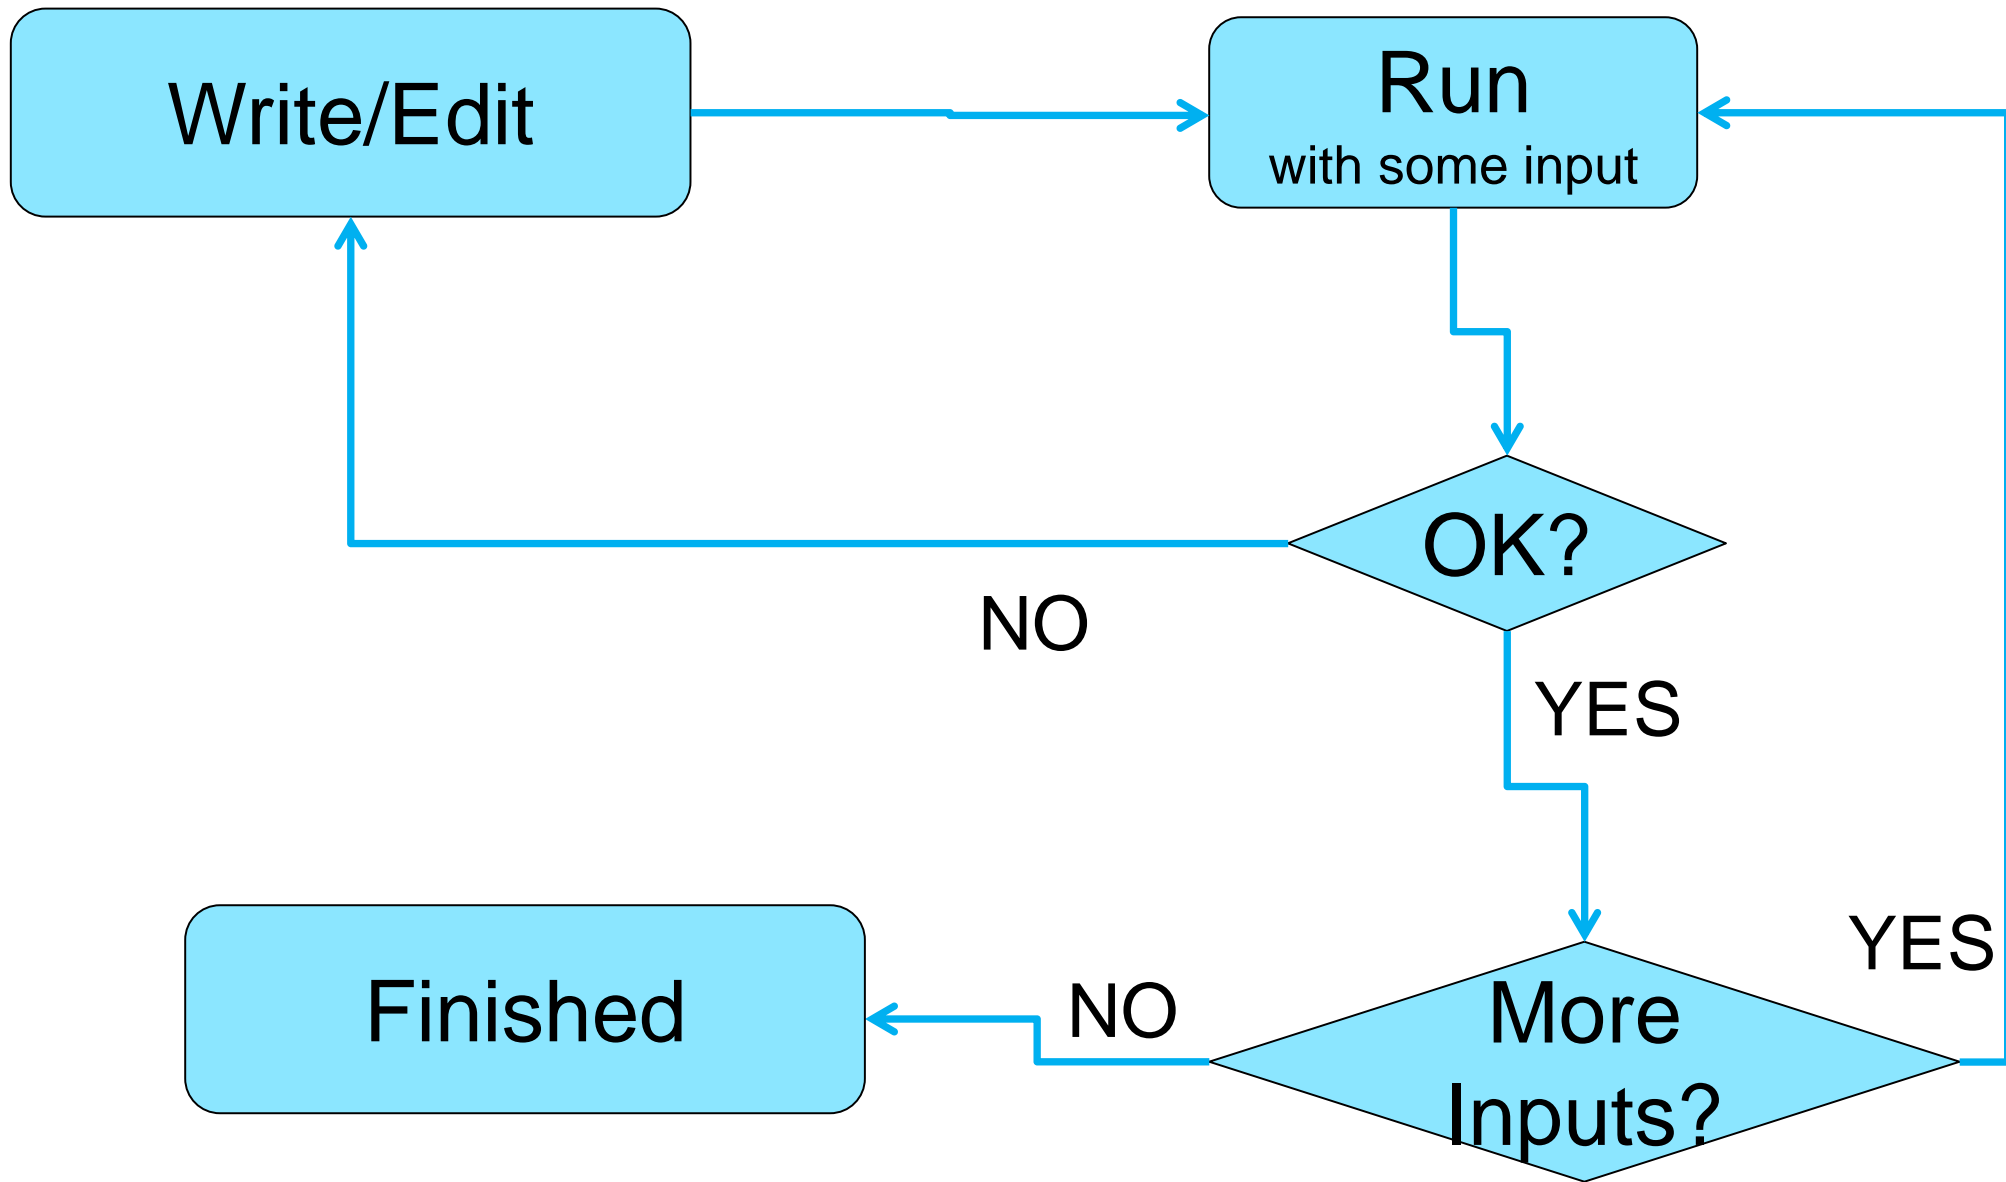 Write/Edit
Run
with some input
OK?
NO
YES
YES
Finished
NO
More
Inputs?